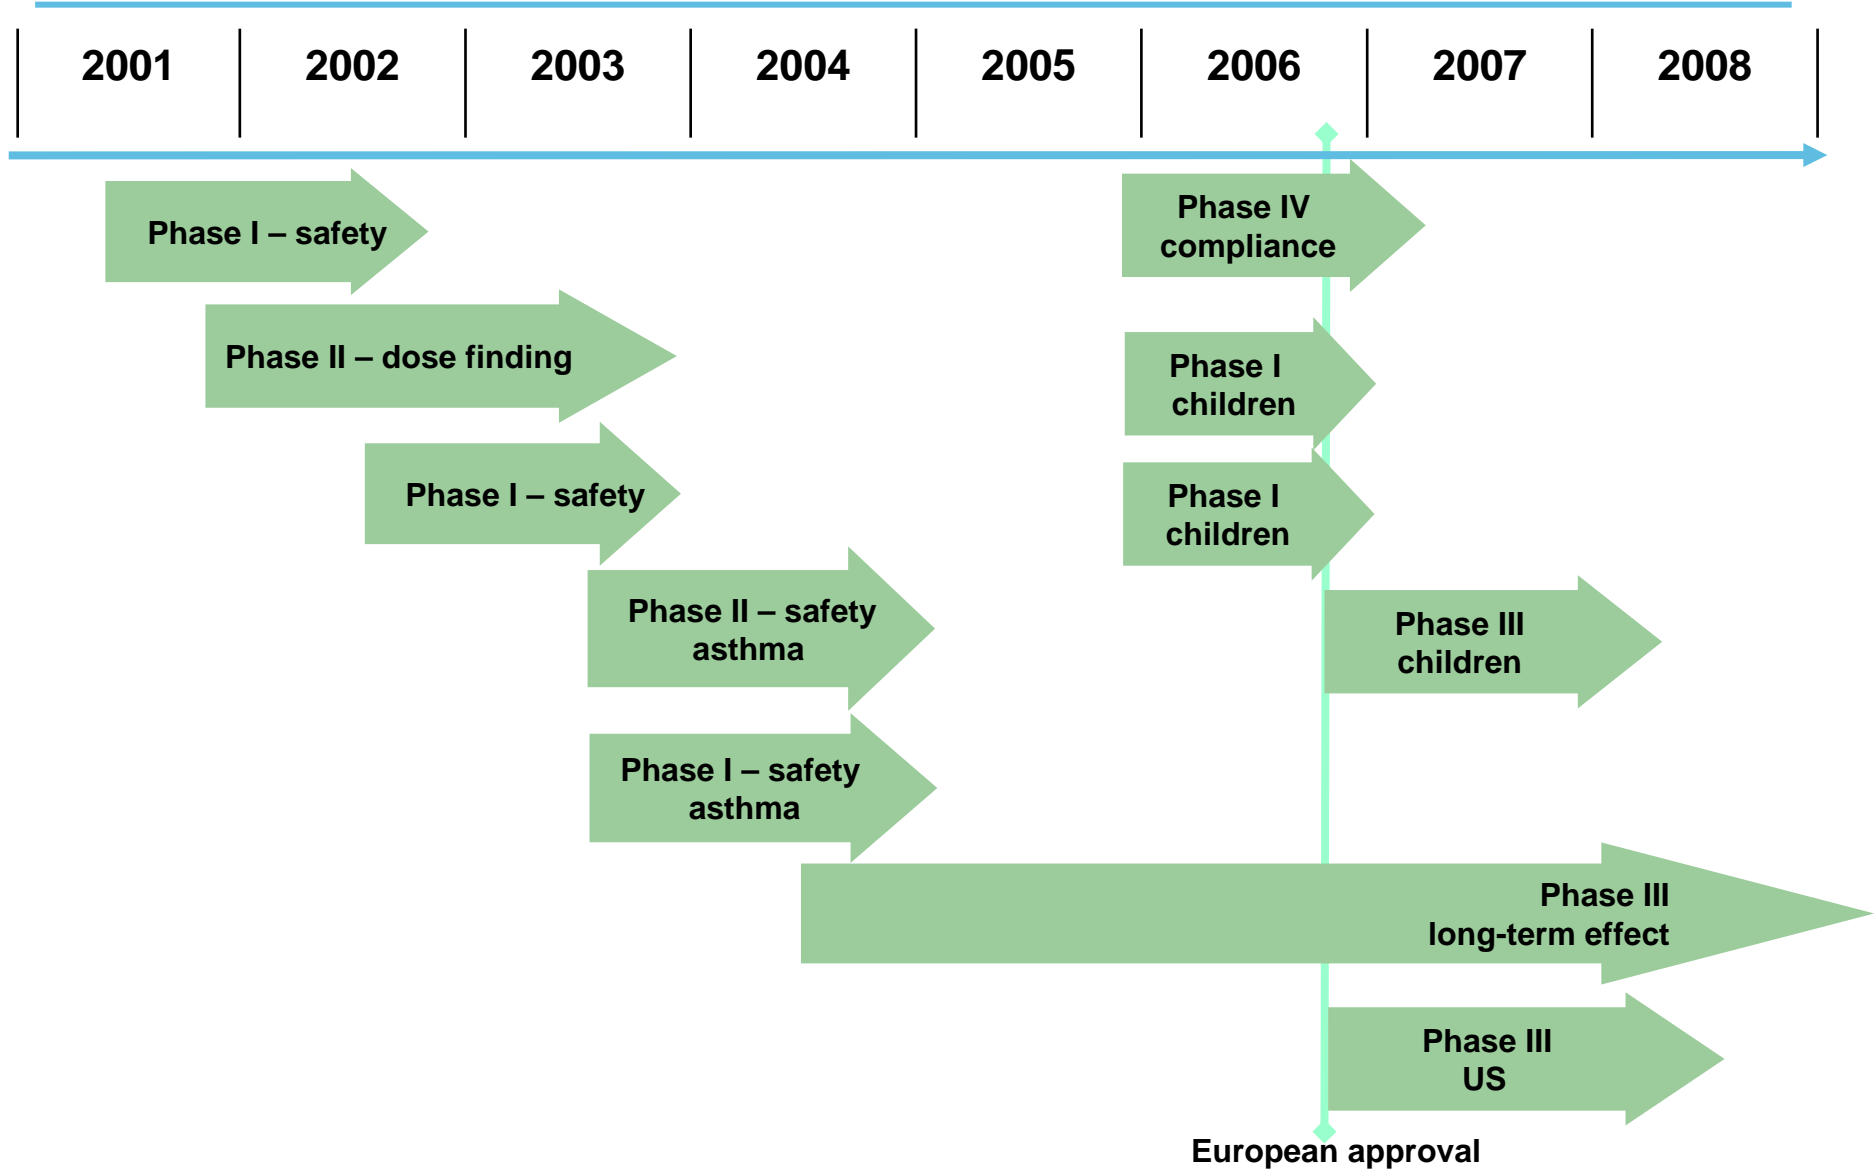 2001 2002 2003 2004 2005 2006 2007 2008
Phase I – safety
Phase IV
compliance
Phase II – dose finding
Phase I
children
Phase I – safety
Phase I
children
Phase II – safety
asthma
Phase III
children
Phase I – safety
asthma
Phase III
long-term effect
Phase III
US
European approval